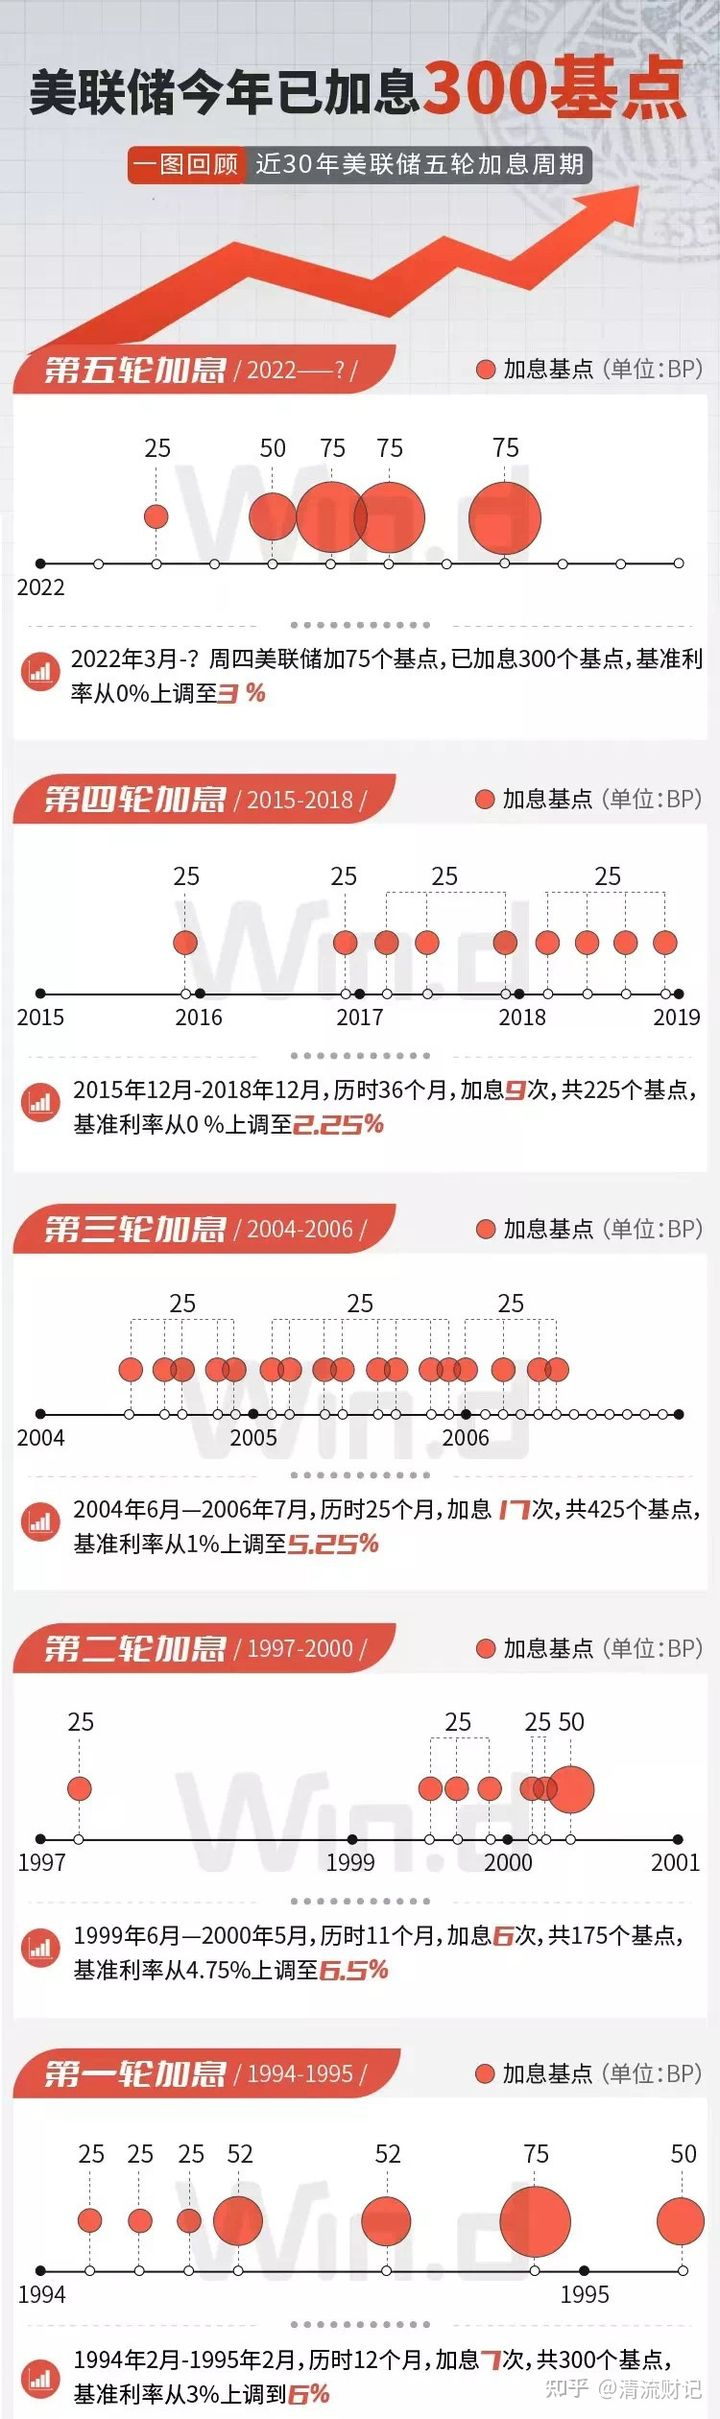 美联储今年已加息300基点
一图回顾 近30年美联储五轮加息周期
第五轮加息 / 2022——? /
加息基点（单位：BP）
25 50 75 75 75
Win.d
2022
2022年3月-？周四美联储加75个基点，已加息300个基点，基准利
率从0%上调至3 %
第四轮加息 / 2015-2018 /
加息基点（单位：BP）
25 25 25 25
Win.d
2015 2016 2017 2018 2019
2015年12月-2018年12月，历时36个月，加息9次，共225个基点，
基准利率从0 %上调至2.25%
第三轮加息 / 2004-2006 /
加息基点（单位：BP）
25 25 25
Win.d
2004 2005 2006
2004年6月—2006年7月，历时25个月，加息 17次，共425个基点，
基准利率从1%上调至5.25%
第二轮加息 / 1997-2000 /
加息基点（单位：BP）
25 25 25 50
Win.d
1997 1999 2000 2001
1999年6月—2000年5月，历时11个月，加息6次，共175个基点，
基准利率从4.75%上调至6.5%
第一轮加息 / 1994-1995 /
加息基点（单位：BP）
25 25 25 52 52 75 50
Win.d
1994 1995
1994年2月-1995年2月，历时12个月，加息7次，共300个基点，
基准利率从3%上调到6%
知乎 @清流财记